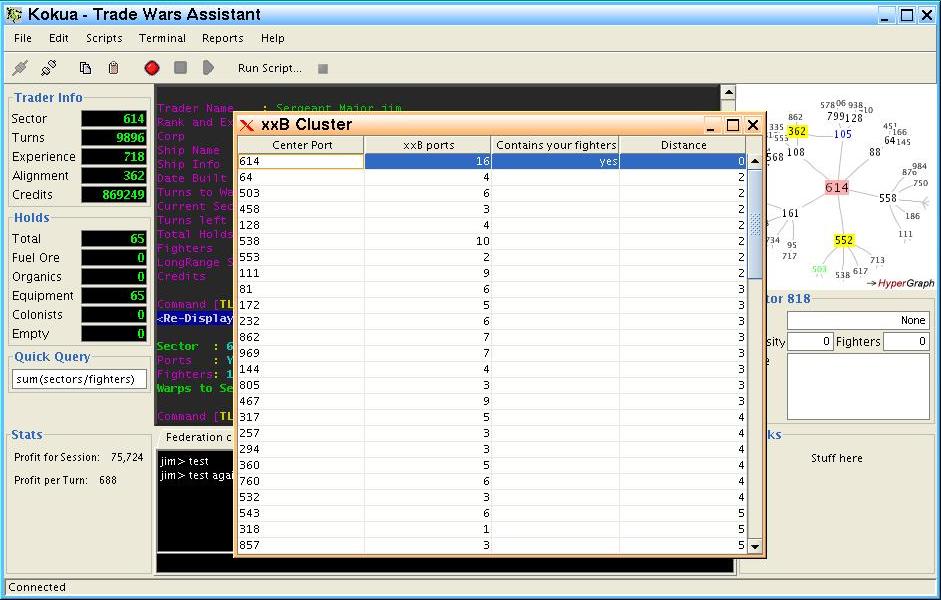 Kokua - Trade Wars Assistant
File Edit Scripts Terminal Reports Help
Run Script...
Trader Info
Sector 614
Turns 9896
Experience 718
Alignment 362
Credits 869249
Holds
Total 65
Fuel Ore 0
Organics 0
Equipment 65
Colonists 0
Empty 0
Quick Query
sum(sectors/fighters)
Stats
Profit for Session: 75,724
Profit per Turn: 688
Trader Name : Sergeant Major jim
Rank and Ex
Corp
Ship Name
Ship Info
Date Built
Turns to Wa
Current Sec
Turns left
Total Holds
Fighters
LongRange S
Credits
Command [TL
<Re-Display
Sector : 6
Ports : Y
Fighters: 1
Warps to Se
Command [TL
Federation c
jim> test
jim> test agai
xxB Cluster
Center Port xxB ports Contains your fighters Distance
614 16 yes 0
64 4 2
503 6 2
458 3 2
128 4 2
538 10 2
553 2 2
111 9 2
81 6 3
172 5 3
232 6 3
862 7 3
969 7 3
144 4 3
805 3 3
467 9 3
317 5 4
257 3 4
294 3 4
360 5 4
760 6 4
532 3 4
543 6 5
318 1 5
857 3 5
578 06 938 10
862 799 128
335 362 105 451 166
553 64 145
568 108 88
876 984
614 750
558
161 186
734 95 552 111
717 713
503 538 617
HyperGraph
tor 818
None
sity 0 Fighters 0
e
ks
Stuff here
Connected